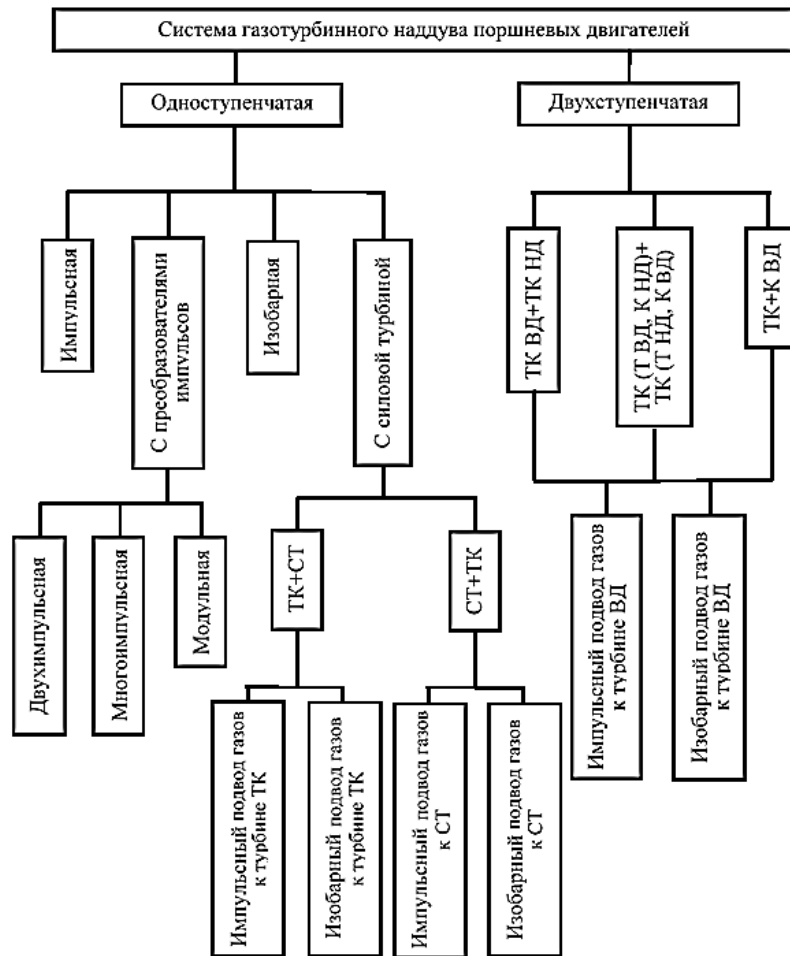 Система газотурбинного наддува поршневых двигателей
Одноступенчатая
Двухступенчатая
Импульсная
С преобразователями
импульсов
Изобарная
С силовой турбиной
ТК ВД+ТК НД
ТК (Т ВД, К НД)+
ТК (Т НД, К ВД)
ТК+К ВД
Двухимпульсная
Многоимпульсная
Модульная
ТК+СТ
СТ+ТК
Импульсный подвод газов
к турбине ВД
Изобарный подвод газов
к турбине ВД
Импульсный подвод газов
к турбине ТК
Изобарный подвод газов
к турбине ТК
Импульсный подвод газов
к СТ
Изобарный подвод газов
к СТ